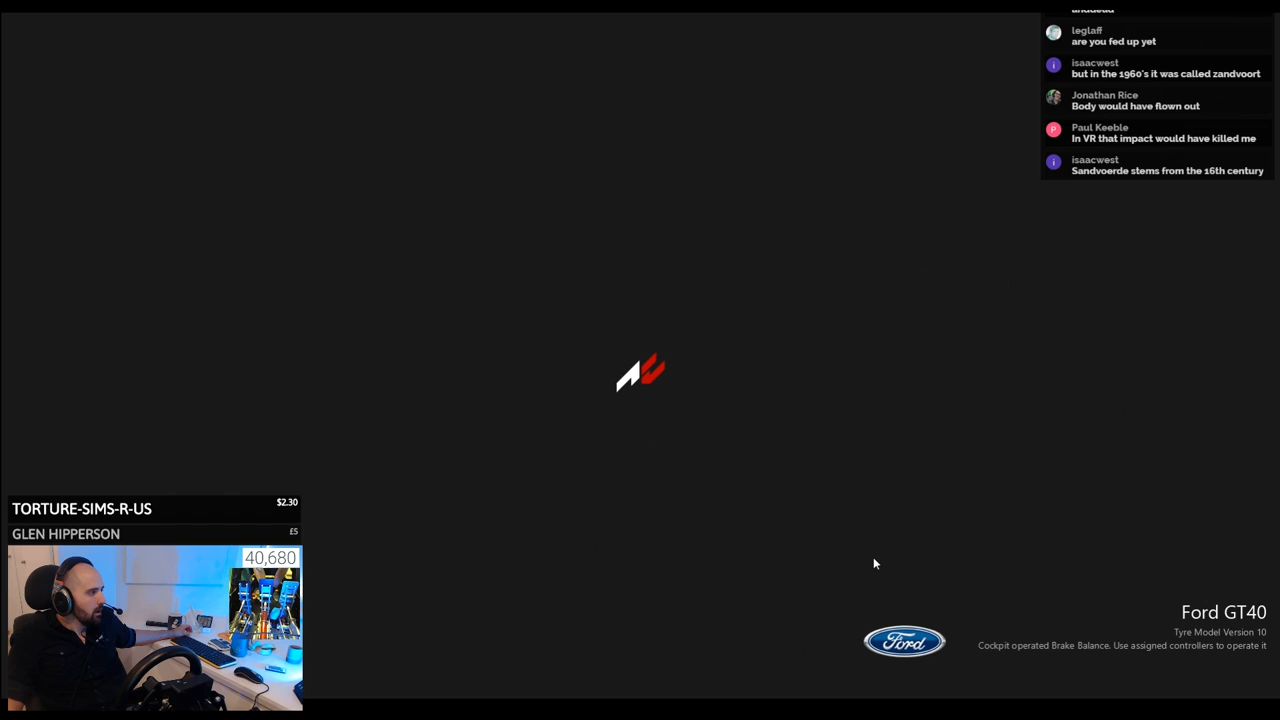 leglaff
are you fed up yet
isaacwest
but in the 1960's it was called zandvoort
Jonathan Rice
Body would have flown out
P
Paul Keeble
In VR that impact would have killed me
i
isaacwest
Sandvoerde stems from the 16th century
TORTURE-SIMS-R-US
$2.30
GLEN HIPPERSON
£5
40,680
Ford GT40
Tyre Model Version 10
Ford
Cockpit operated Brake Balance. Use assigned controllers to operate it